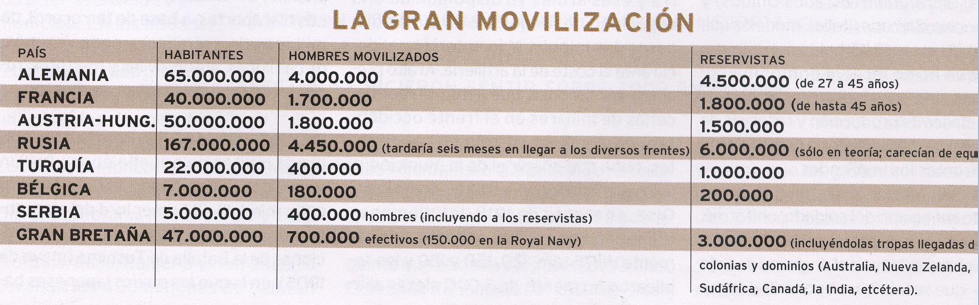 LA GRAN MOVILIZACIÓN
PAÍS HABITANTES HOMBRES MOVILIZADOS RESERVISTAS
ALEMANIA 65.000.000 4.000.000 4.500.000 (de 27 a 45 años)
FRANCIA 40.000.000 1.700.000 1.800.000 (de hasta 45 años)
AUSTRIA-HUNG. 50.000.000 1.800.000 1.500.000
RUSIA 167.000.000 4.450.000 (tardaría seis meses en llegar a los diversos frentes) 6.000.000 (sólo en teoría; carecían de equ
TURQUÍA 22.000.000 400.000 1.000.000
BÉLGICA 7.000.000 180.000 200.000
SERBIA 5.000.000 400.000 hombres (incluyendo a los reservistas)
GRAN BRETAÑA 47.000.000 700.000 efectivos (150.000 en la Royal Navy) 3.000.000 (incluyéndolas tropas llegadas d
colonias y dominios (Australia, Nueva Zelanda,
Sudáfrica, Canadá, la India, etcétera).